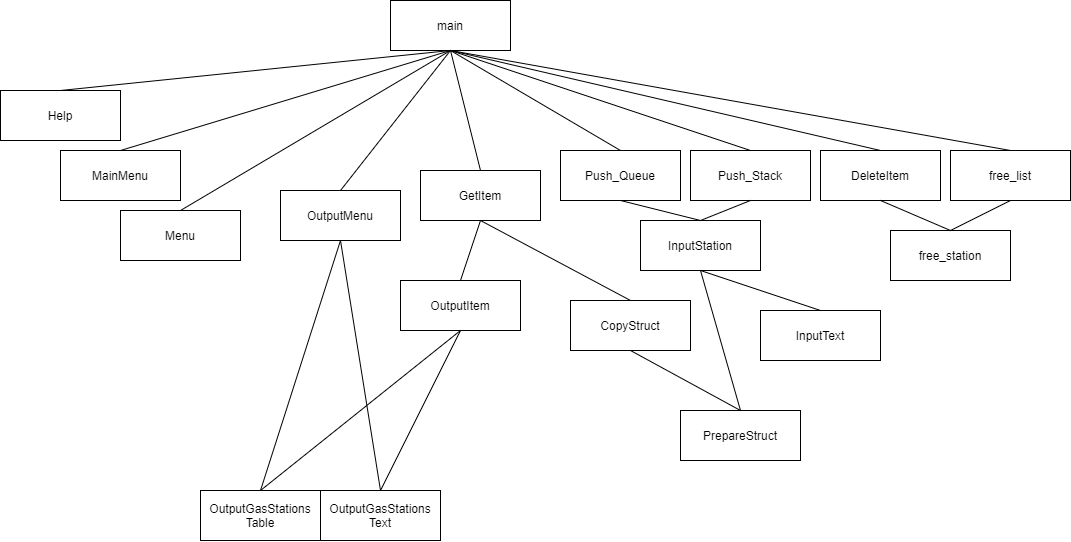 main
Help
MainMenu
Menu
OutputMenu
GetItem
Push_Queue
Push_Stack
DeleteItem
free_list
InputStation
free_station
OutputItem
CopyStruct
InputText
PrepareStruct
OutputGasStations
Table
OutputGasStations
Text